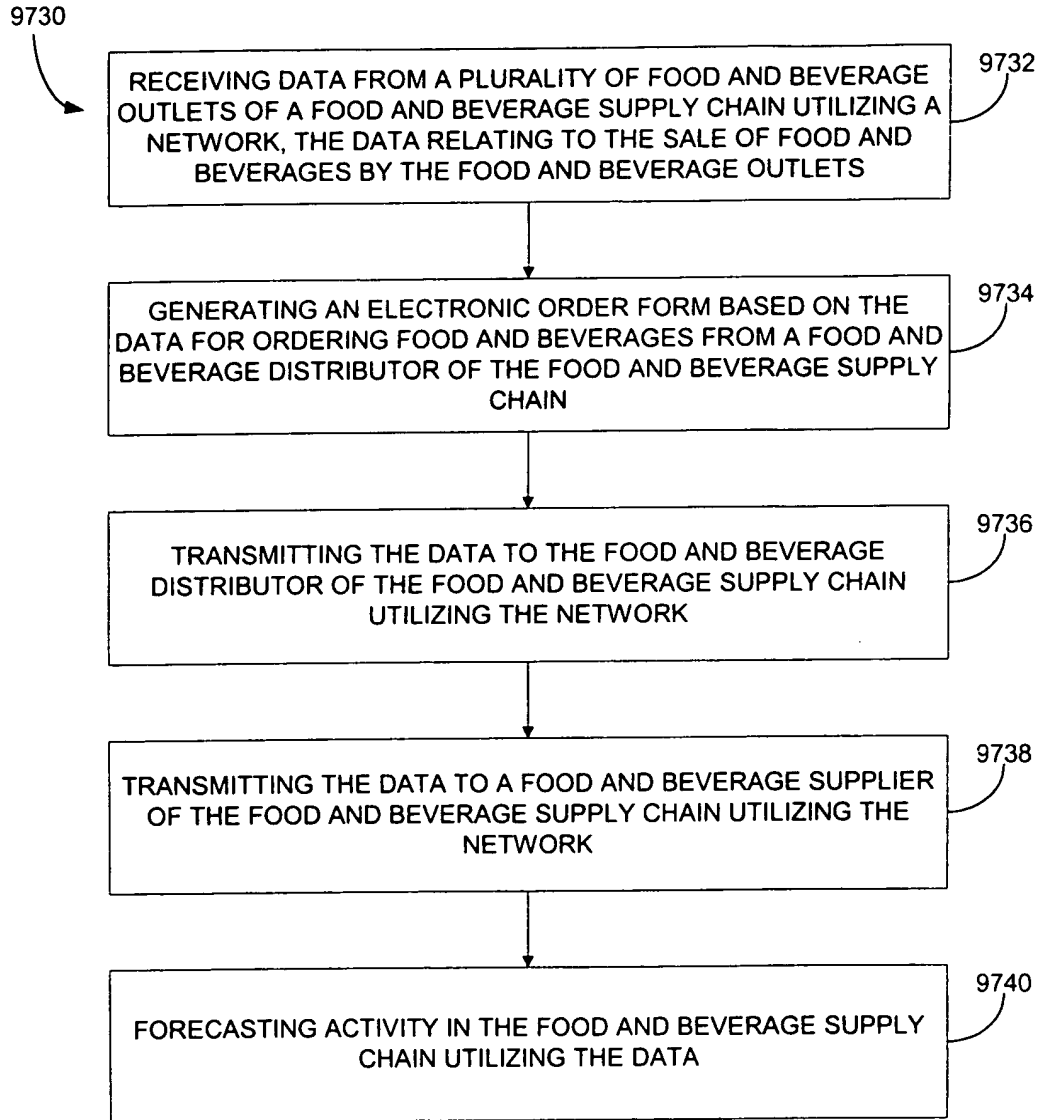 9730
9732
RECEIVING DATA FROM A PLURALITY OF FOOD AND BEVERAGE
OUTLETS OF A FOOD AND BEVERAGE SUPPLY CHAIN UTILIZING A
NETWORK, THE DATA RELATING TO THE SALE OF FOOD AND
BEVERAGES BY THE FOOD AND BEVERAGE OUTLETS
9734
GENERATING AN ELECTRONIC ORDER FORM BASED ON THE
DATA FOR ORDERING FOOD AND BEVERAGES FROM A FOOD AND
BEVERAGE DISTRIBUTOR OF THE FOOD AND BEVERAGE SUPPLY
CHAIN
9736
TRANSMITTING THE DATA TO THE FOOD AND BEVERAGE
DISTRIBUTOR OF THE FOOD AND BEVERAGE SUPPLY CHAIN
UTILIZING THE NETWORK
9738
TRANSMITTING THE DATA TO A FOOD AND BEVERAGE SUPPLIER
OF THE FOOD AND BEVERAGE SUPPLY CHAIN UTILIZING THE
NETWORK
9740
FORECASTING ACTIVITY IN THE FOOD AND BEVERAGE SUPPLY
CHAIN UTILIZING THE DATA